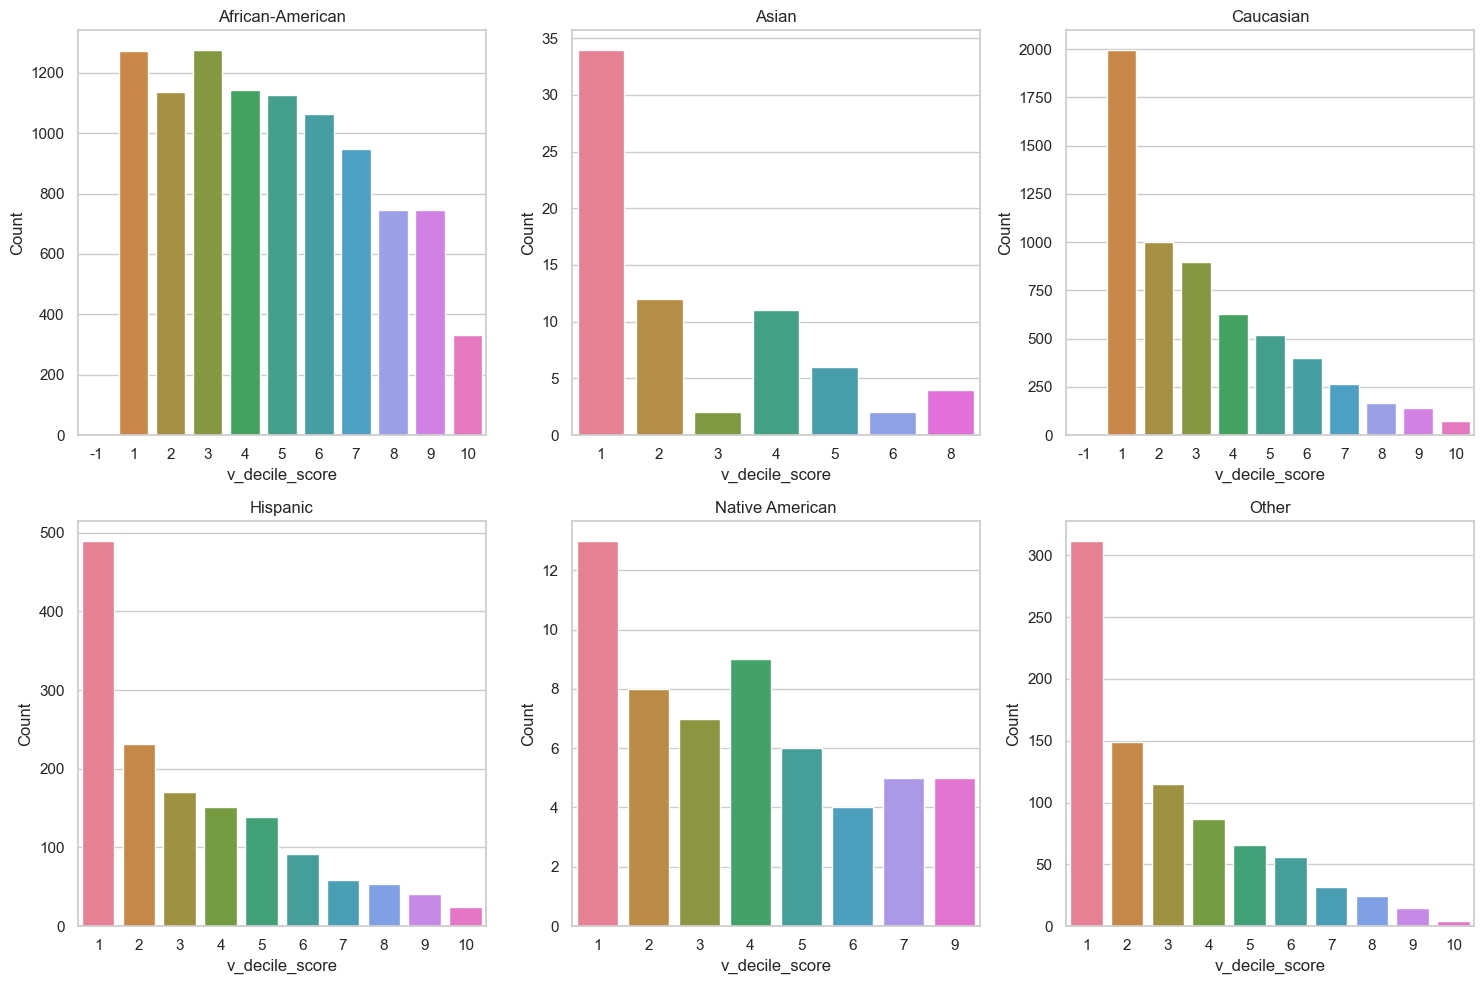 African-American
Asian
Caucasian
1200
1000
800
600
400
200
0
Count
-1 1 2 3 4 5 6 7 8 9 10
v_decile_score
35
30
25
20
15
10
5
0
Count
1 2 3 4 5 6 8
v_decile_score
2000
1750
1500
1250
1000
750
500
250
0
Count
-1 1 2 3 4 5 6 7 8 9 10
v_decile_score
Hispanic
Native American
Other
500
400
300
200
100
0
Count
1 2 3 4 5 6 7 8 9 10
v_decile_score
12
10
8
6
4
2
0
Count
1 2 3 4 5 6 7 9
v_decile_score
300
250
200
150
100
50
0
Count
1 2 3 4 5 6 7 8 9 10
v_decile_score